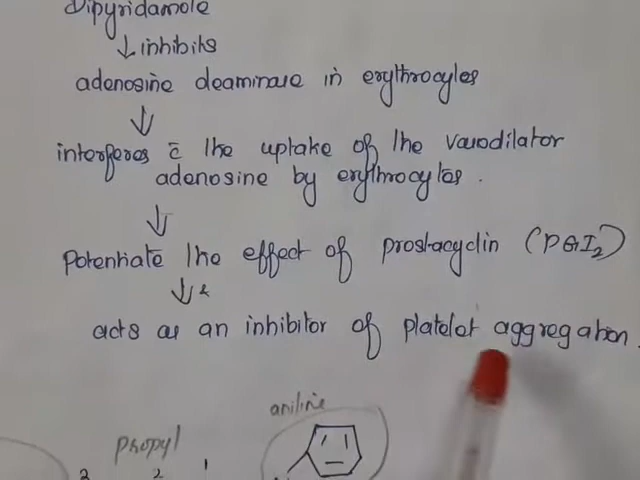 Dipyridamole
↓ inhibits
adenosine deaminase in erythrocytes
↓
interferes c̄ the uptake of the vasodilator
adenosine by erythrocytes.
↓
Potentiate the effect of prostacyclin (PGI₂)
↓ &
acts as an inhibitor of platelet aggregation.
aniline
propyl
3 2 1